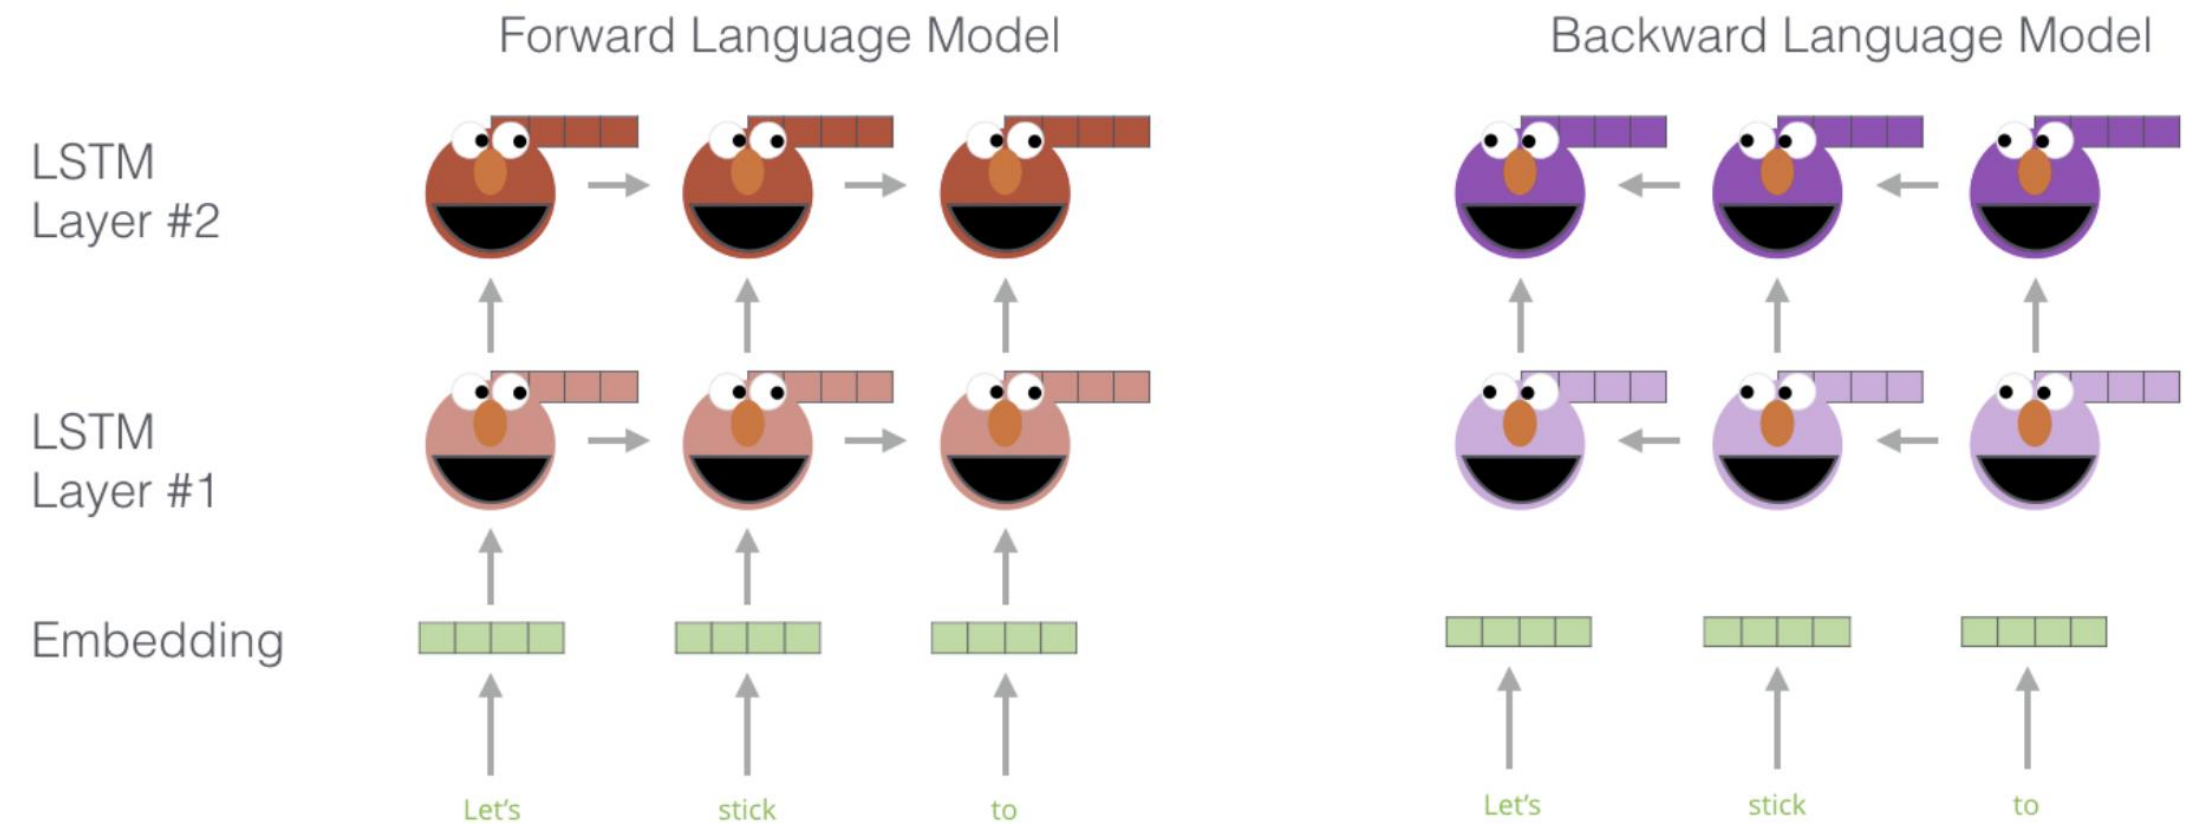 Forward Language Model
Backward Language Model
LSTM
Layer #2
LSTM
Layer #1
Embedding
Let's
stick
to
Let's
stick
to